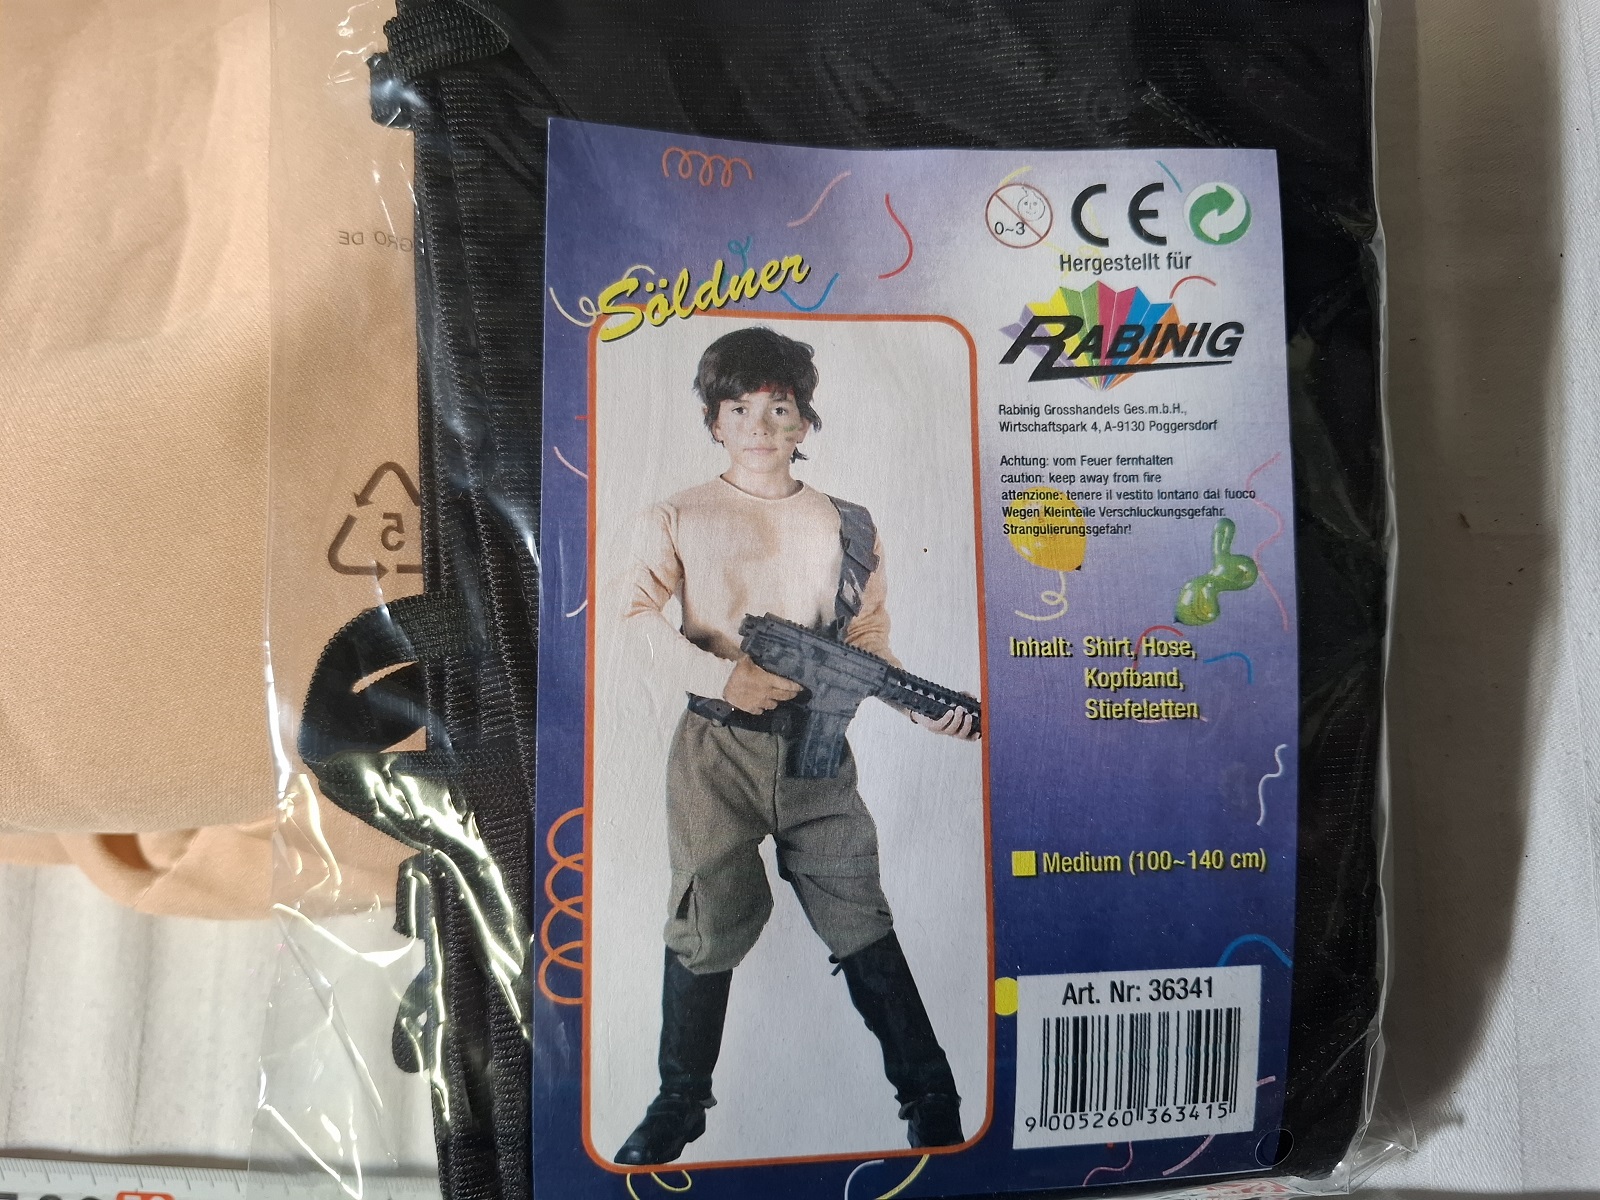 Söldner
0~3
CE
Hergestellt für
RABINIG
Rabinig Grosshandels Ges.m.b.H.,
Wirtschaftspark 4, A-9130 Poggersdorf
Achtung: vom Feuer fernhalten
caution: keep away from fire
attenzione: tenere il vestito lontano dal fuoco
Wegen Kleinteile Verschluckungsgefahr.
Strangulierungsgefahr!
Inhalt: Shirt, Hose,
Kopfband,
Stiefeletten
Medium (100~140 cm)
Art. Nr: 36341
9 005260 363415
5